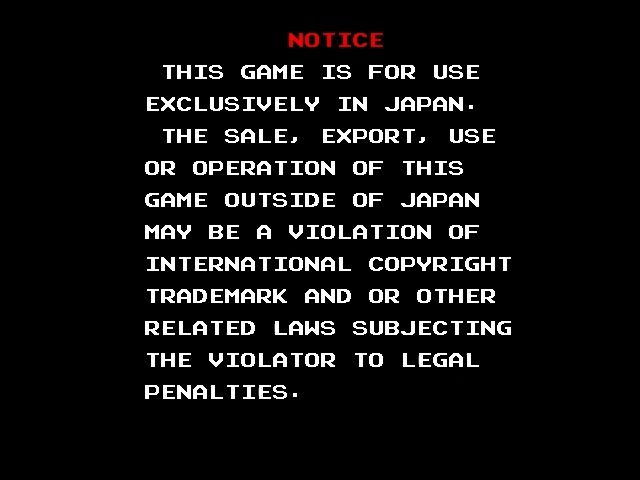 NOTICE
THIS GAME IS FOR USE
EXCLUSIVELY IN JAPAN.
THE SALE, EXPORT, USE
OR OPERATION OF THIS
GAME OUTSIDE OF JAPAN
MAY BE A VIOLATION OF
INTERNATIONAL COPYRIGHT
TRADEMARK AND OR OTHER
RELATED LAWS SUBJECTING
THE VIOLATOR TO LEGAL
PENALTIES.